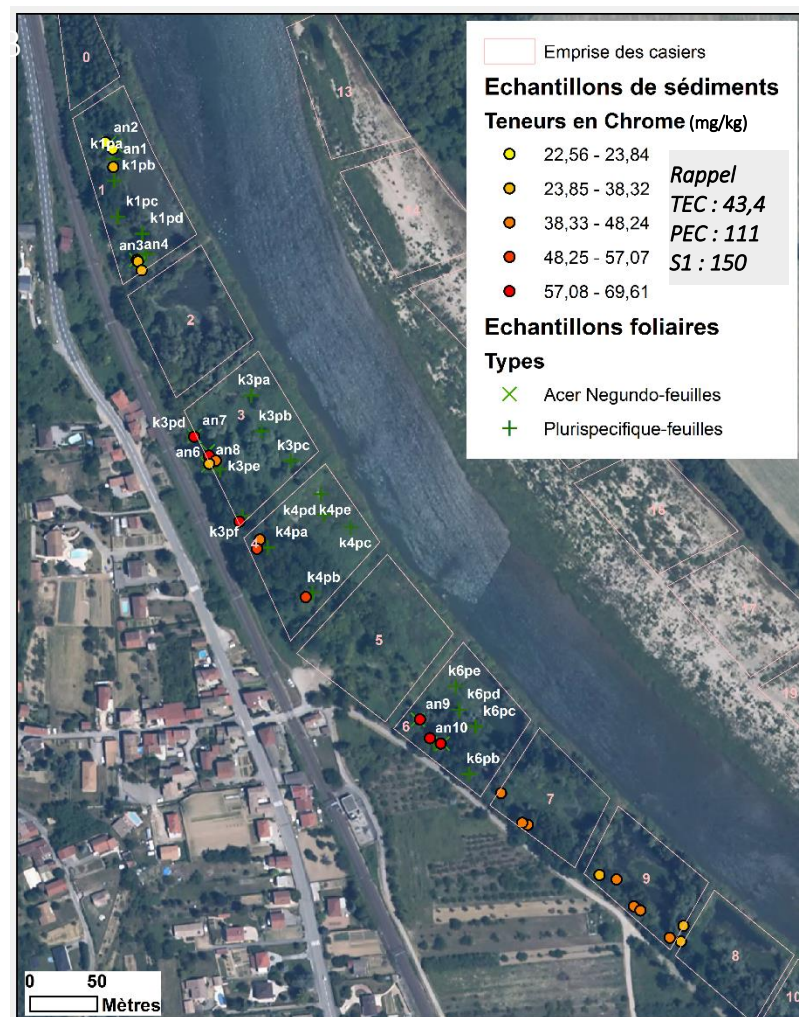 B
Emprise des casiers
Echantillons de sédiments
Teneurs en Chrome (mg/kg)
22,56 - 23,84
23,85 - 38,32
38,33 - 48,24
48,25 - 57,07
57,08 - 69,61
Rappel
TEC : 43,4
PEC : 111
S1 : 150
Echantillons foliaires
Types
Acer Negundo-feuilles
Plurispecifique-feuilles
0
13
an2
k1pa
an1
k1pb
1
k1pc
k1pd
an3
an4
2
k3pa
3
k3pb
k3pd
an7
k3pc
an6
an8
k3pe
k4pd
k4pe
k3pf
4
k4pa
k4pc
k4pb
5
19
k6pe
k6pd
an9
k6pc
6
an10
k6pb
7
9
8
10
0
50
Mètres